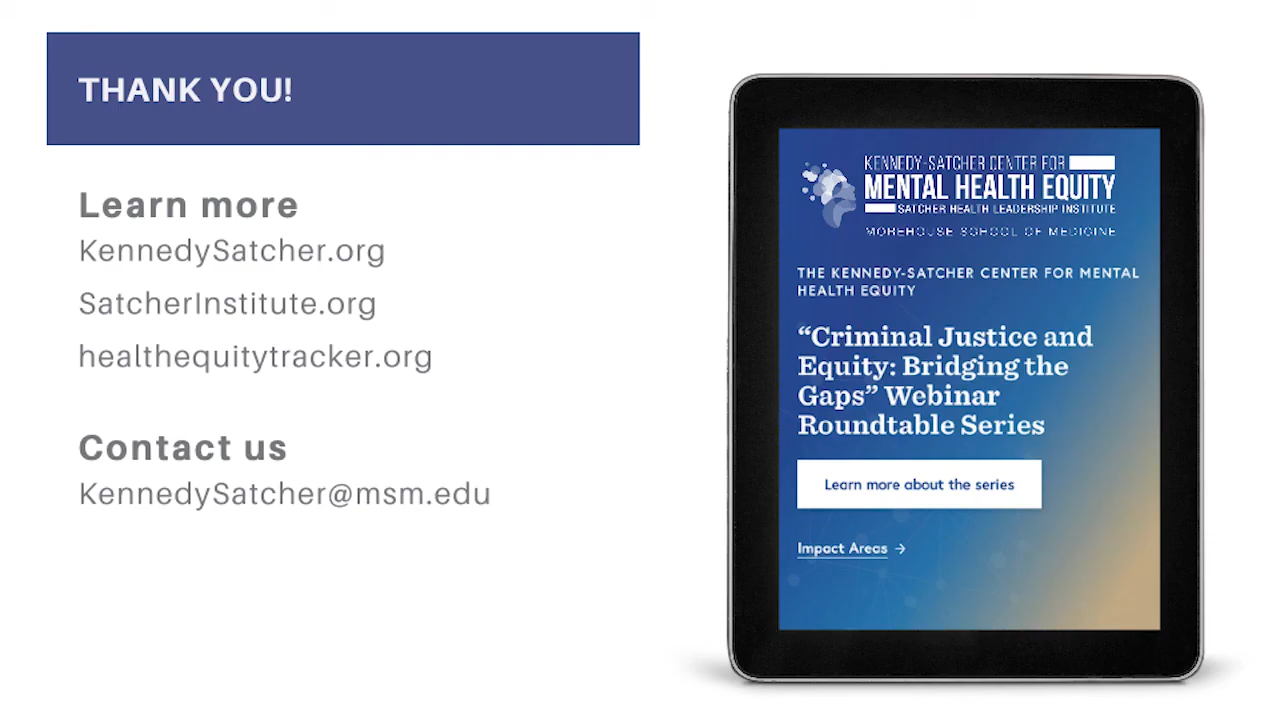 THANK YOU!
Learn more
KennedySatcher.org
SatcherInstitute.org
healthequitytracker.org
Contact us
KennedySatcher@msm.edu
KENNEDY-SATCHER CENTER FOR
MENTAL HEALTH EQUITY
SATCHER HEALTH LEADERSHIP INSTITUTE
MOREHOUSE SCHOOL OF MEDICINE
THE KENNEDY-SATCHER CENTER FOR MENTAL
HEALTH EQUITY
“Criminal Justice and
Equity: Bridging the
Gaps” Webinar
Roundtable Series
Learn more about the series
Impact Areas →